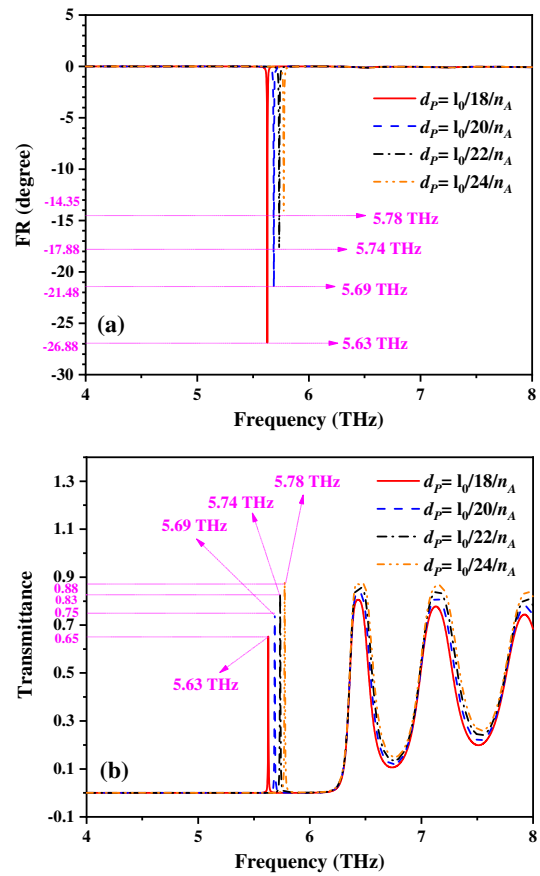 5
0
-5
-10
-14.35
-15
-17.88
-20
-21.48
-25
-26.88
-30
FR (degree)
d_P= l_0/18/n_A
d_P= l_0/20/n_A
d_P= l_0/22/n_A
d_P= l_0/24/n_A
5.78 THz
5.74 THz
5.69 THz
5.63 THz
(a)
4 5 6 7 8
Frequency (THz)
1.3
1.1
0.9
0.88
0.83
0.75
0.7
0.65
0.5
0.3
0.1
-0.1
Transmittance
5.78 THz
5.74 THz
5.69 THz
5.63 THz
d_P= l_0/18/n_A
d_P= l_0/20/n_A
d_P= l_0/22/n_A
d_P= l_0/24/n_A
(b)
4 5 6 7 8
Frequency (THz)